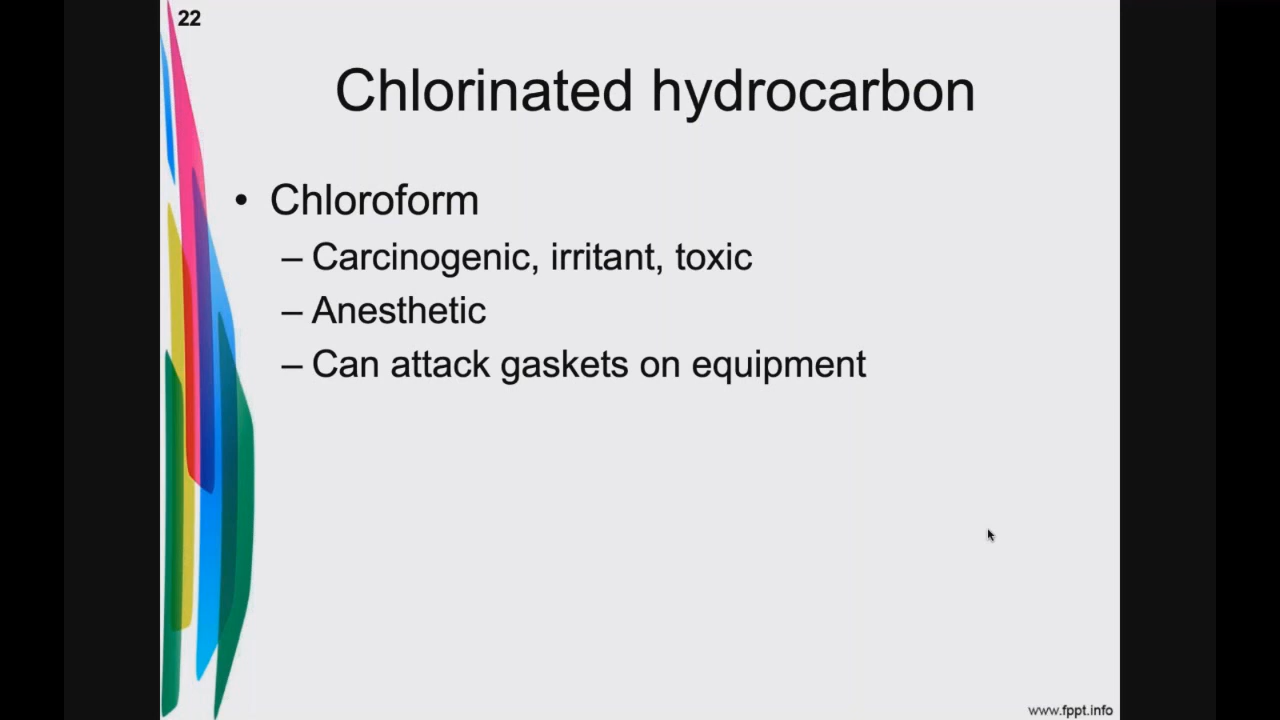 22
Chlorinated hydrocarbon
• Chloroform
– Carcinogenic, irritant, toxic
– Anesthetic
– Can attack gaskets on equipment
www.fppt.info